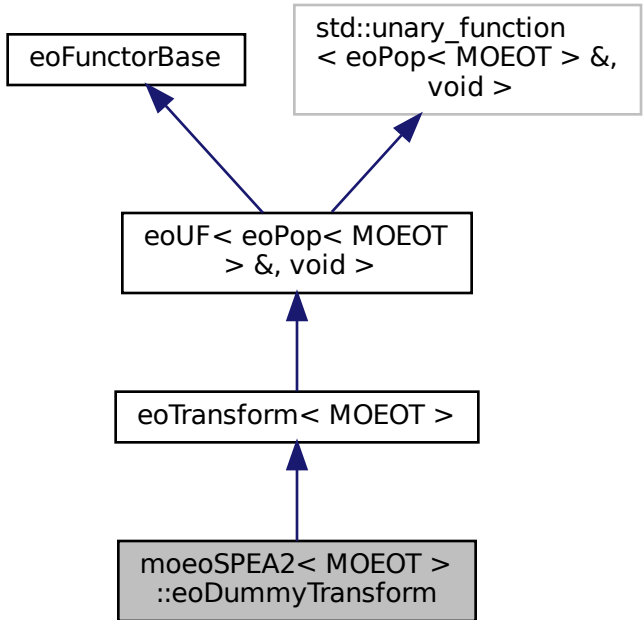 eoFunctorBase
std::unary_function
< eoPop< MOEOT > &,
void >
eoUF< eoPop< MOEOT
> &, void >
eoTransform< MOEOT >
moeoSPEA2< MOEOT >
::eoDummyTransform